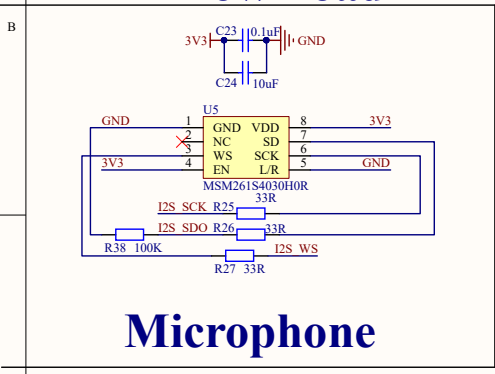 B
C23 0.1uF
3V3 GND
C24 10uF
U5
GND 1 GND VDD 8 3V3
2 NC SD 7
3 WS SCK 6
3V3 4 EN L/R 5 GND
MSM261S4030H0R
33R
I2S_SCK R25
I2S_SDO R26 33R
R38 100K I2S_WS
R27 33R
Microphone